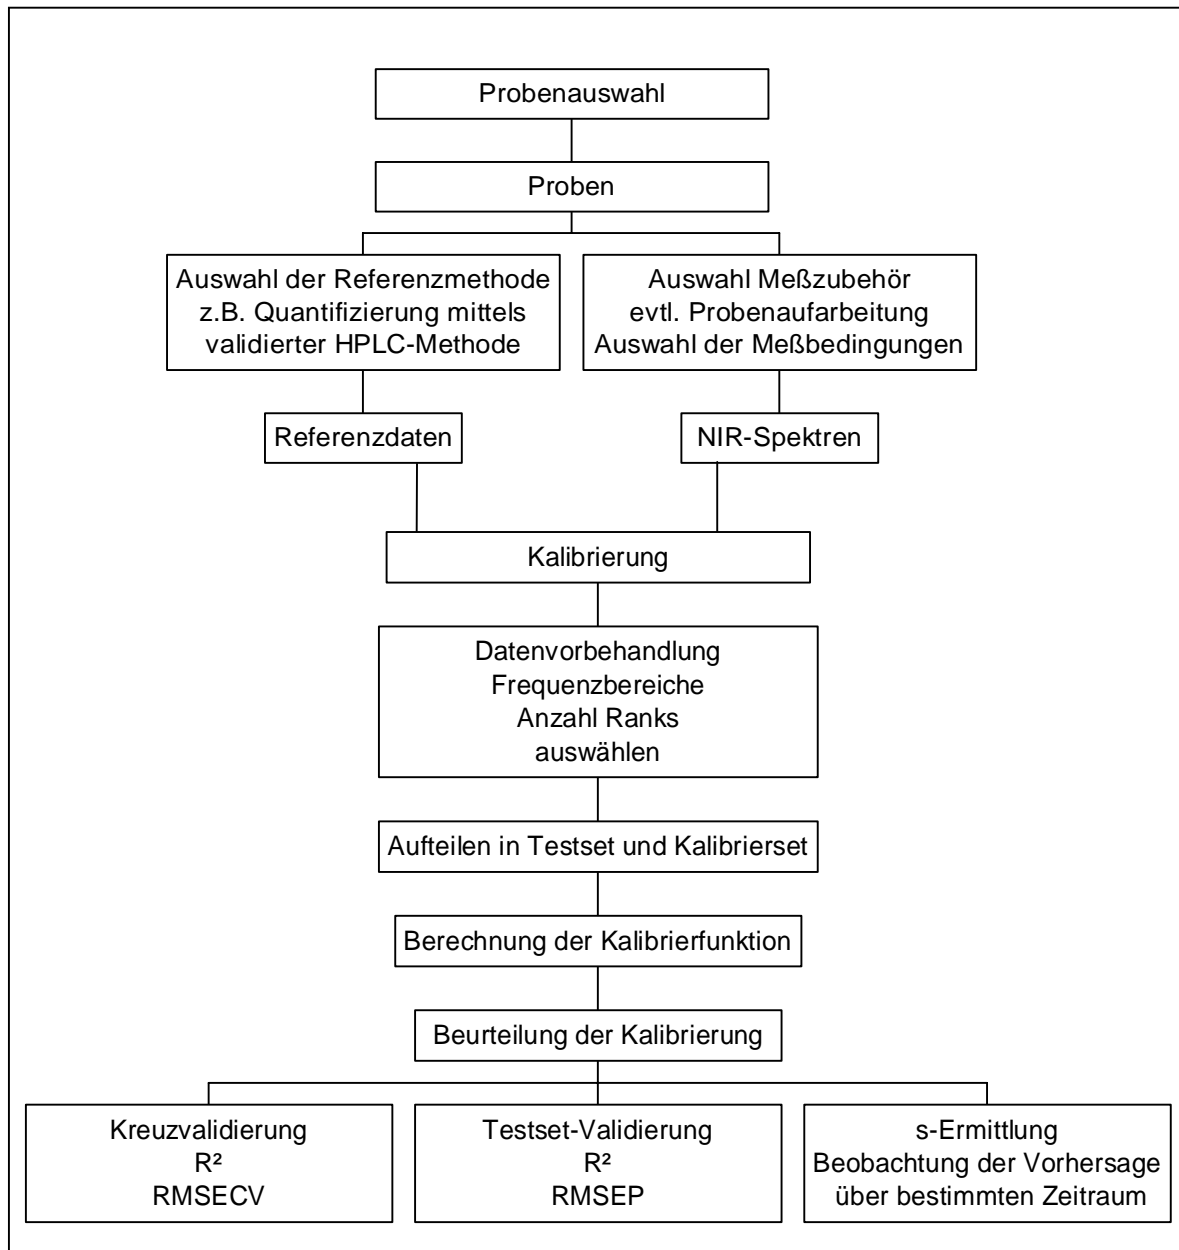 Probenauswahl
Proben
Auswahl der Referenzmethode
z.B. Quantifizierung mittels
validierter HPLC-Methode
Auswahl Meßzubehör
evtl. Probenaufarbeitung
Auswahl der Meßbedingungen
Referenzdaten
NIR-Spektren
Kalibrierung
Datenvorbehandlung
Frequenzbereiche
Anzahl Ranks
auswählen
Aufteilen in Testset und Kalibrierset
Berechnung der Kalibrierfunktion
Beurteilung der Kalibrierung
Kreuzvalidierung
R²
RMSECV
Testset-Validierung
R²
RMSEP
s-Ermittlung
Beobachtung der Vorhersage
über bestimmten Zeitraum